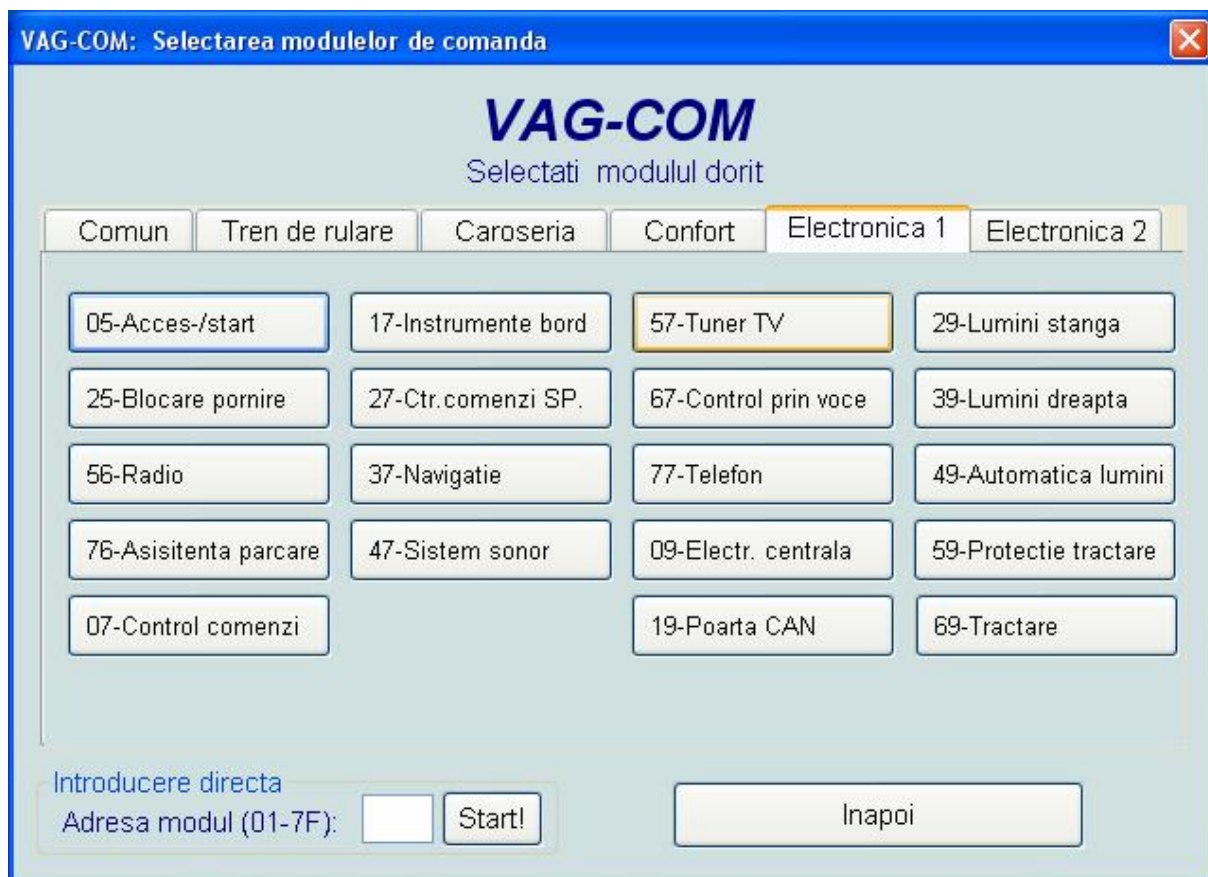 VAG-COM: Selectarea modulelor de comanda
VAG-COM
Selectati modulul dorit
Comun Tren de rulare Caroseria Confort Electronica 1 Electronica 2
05-Acces-/start 17-Instrumente bord 57-Tuner TV 29-Lumini stanga
25-Blocare pornire 27-Ctr.comenzi SP. 67-Control prin voce 39-Lumini dreapta
56-Radio 37-Navigatie 77-Telefon 49-Automatica lumini
76-Asisitenta parcare 47-Sistem sonor 09-Electr. centrala 59-Protectie tractare
07-Control comenzi 19-Poarta CAN 69-Tractare
Introducere directa
Adresa modul (01-7F): Start! Inapoi